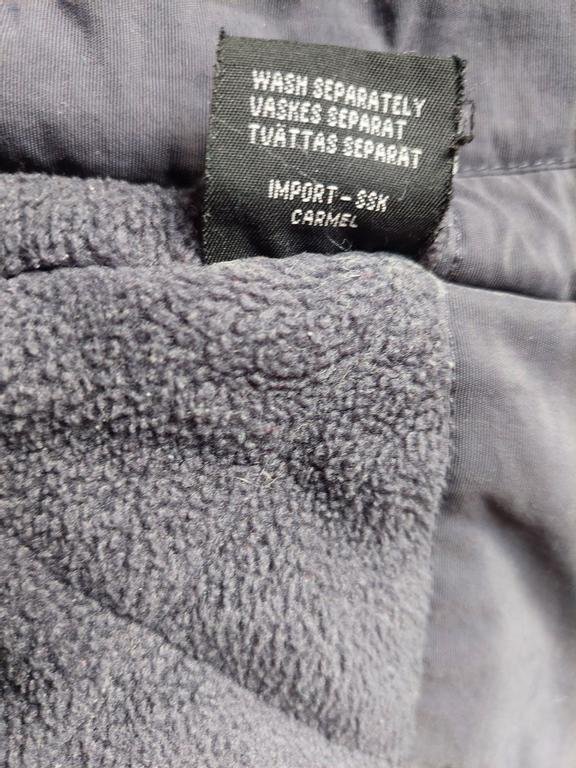 WASH SEPARATELY
VASKES SEPARAT
TVÄTTAS SEPARAT
IMPORT-SSK
CARMEL